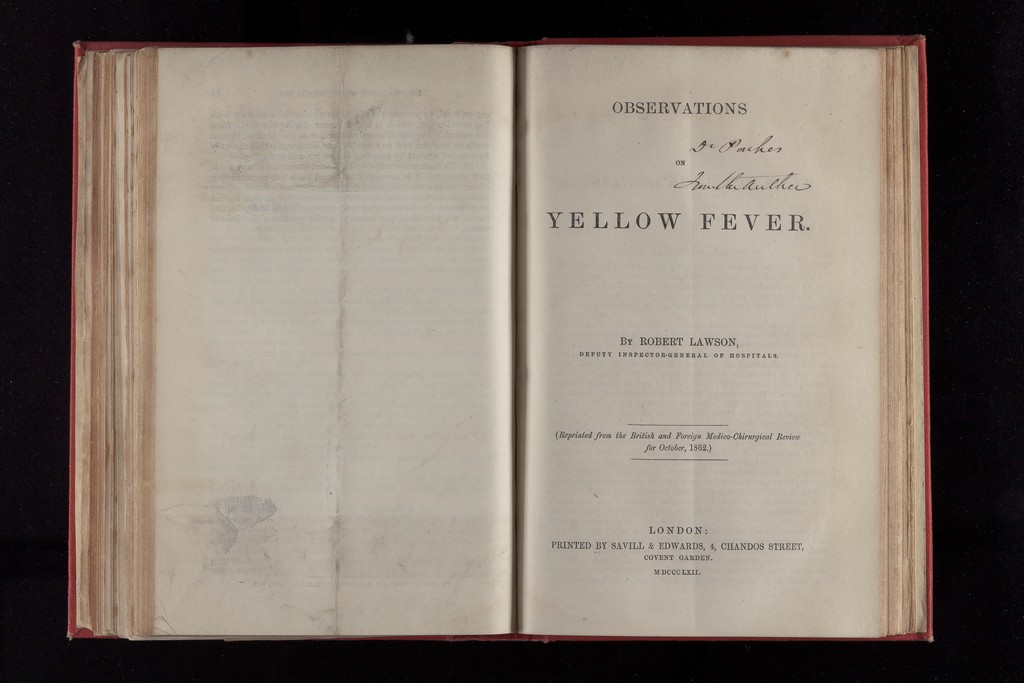 OBSERVATIONS
Dr Parkes
ON
from the author
YELLOW FEVER.
By ROBERT LAWSON,
DEPUTY INSPECTOR-GENERAL OF HOSPITALS.
(Reprinted from the British and Foreign Medico-Chirurgical Review
for October, 1862.)
LONDON:
PRINTED BY SAVILL & EDWARDS, 4, CHANDOS STREET,
COVENT GARDEN.
MDCCCLXII.